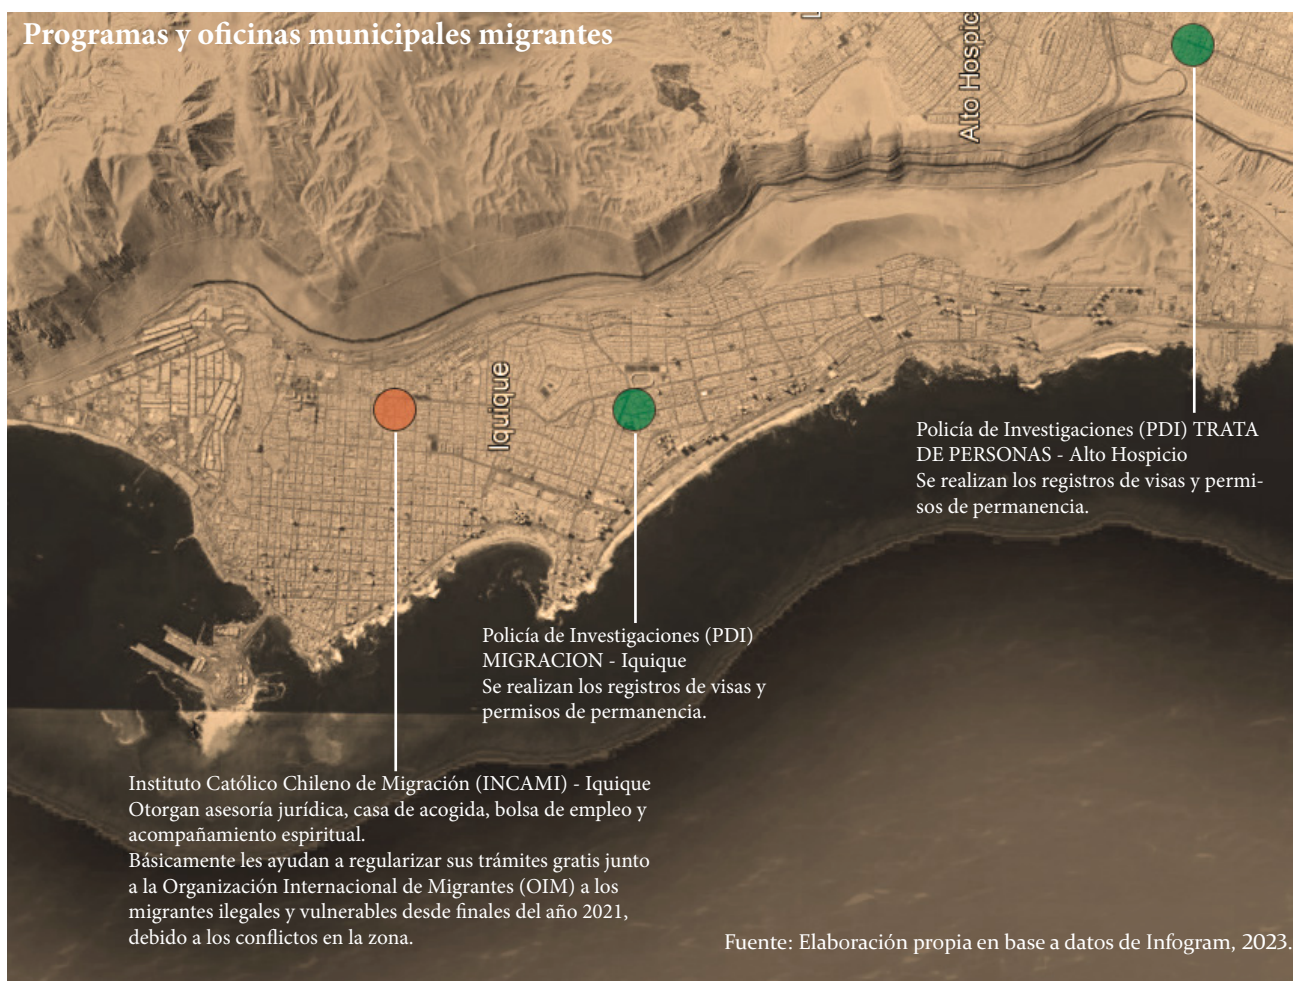 Programas y oficinas municipales migrantes
Alto Hospicio
Iquique
Policía de Investigaciones (PDI) TRATA
DE PERSONAS - Alto Hospicio
Se realizan los registros de visas y permi-
sos de permanencia.
Policía de Investigaciones (PDI)
MIGRACION - Iquique
Se realizan los registros de visas y
permisos de permanencia.
Instituto Católico Chileno de Migración (INCAMI) - Iquique
Otorgan asesoría jurídica, casa de acogida, bolsa de empleo y
acompañamiento espiritual.
Básicamente les ayudan a regularizar sus trámites gratis junto
a la Organización Internacional de Migrantes (OIM) a los
migrantes ilegales y vulnerables desde finales del año 2021,
debido a los conflictos en la zona.
Fuente: Elaboración propia en base a datos de Infogram, 2023.